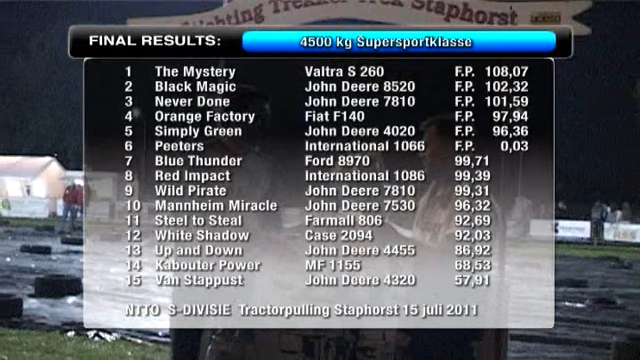 Stichting Trekker Trek Staphorst
FINAL RESULTS: 4500 kg Supersportklasse
1 The Mystery Valtra S 260 F.P. 108,07
2 Black Magic John Deere 8520 F.P. 102,32
3 Never Done John Deere 7810 F.P. 101,59
4 Orange Factory Fiat F140 F.P. 97,94
5 Simply Green John Deere 4020 F.P. 96,36
6 Peeters International 1066 F.P. 0,03
7 Blue Thunder Ford 8970 99,71
8 Red Impact International 1086 99,39
9 Wild Pirate John Deere 7810 99,31
10 Mannheim Miracle John Deere 7530 96,32
11 Steel to Steal Farmall 806 92,69
12 White Shadow Case 2094 92,03
13 Up and Down John Deere 4455 86,92
14 Kabouter Power MF 1155 68,53
15 Van Stappust John Deere 4320 57,91
NTTO S-DIVISIE Tractorpulling Staphorst 15 juli 2011